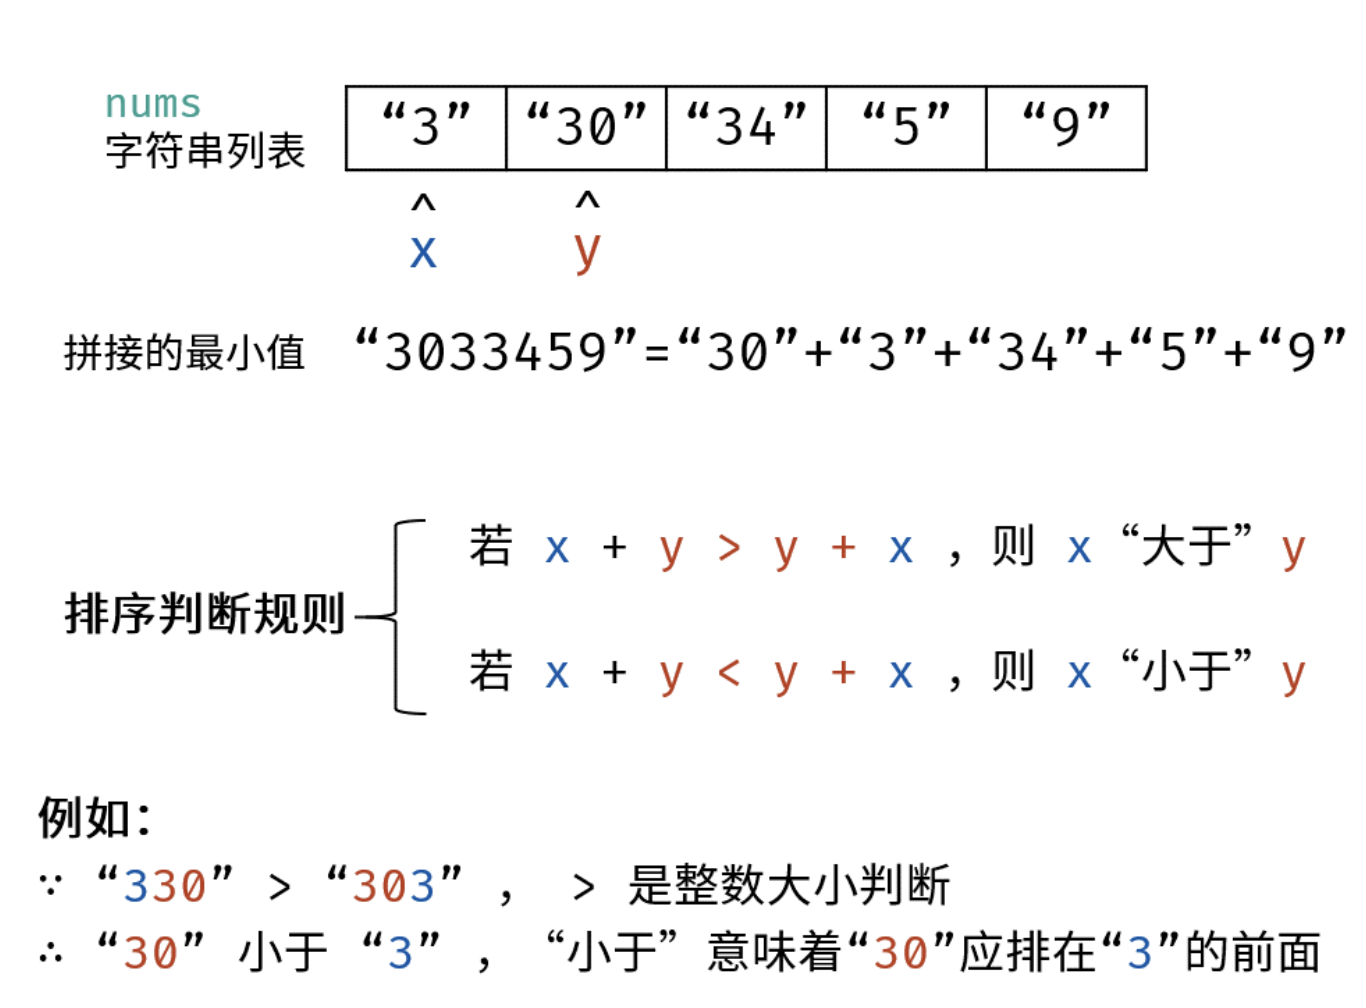 nums
字符串列表
“3” “30” “34” “5” “9”
^ ^
x y
拼接的最小值 “3033459”=“30”+“3”+“34”+“5”+“9”
若 x + y > y + x ，则 x “大于” y
排序判断规则
若 x + y < y + x ，则 x “小于” y
例如：
∵ “330” > “303” ， > 是整数大小判断
∴ “30” 小于 “3” ， “小于” 意味着“30”应排在“3”的前面